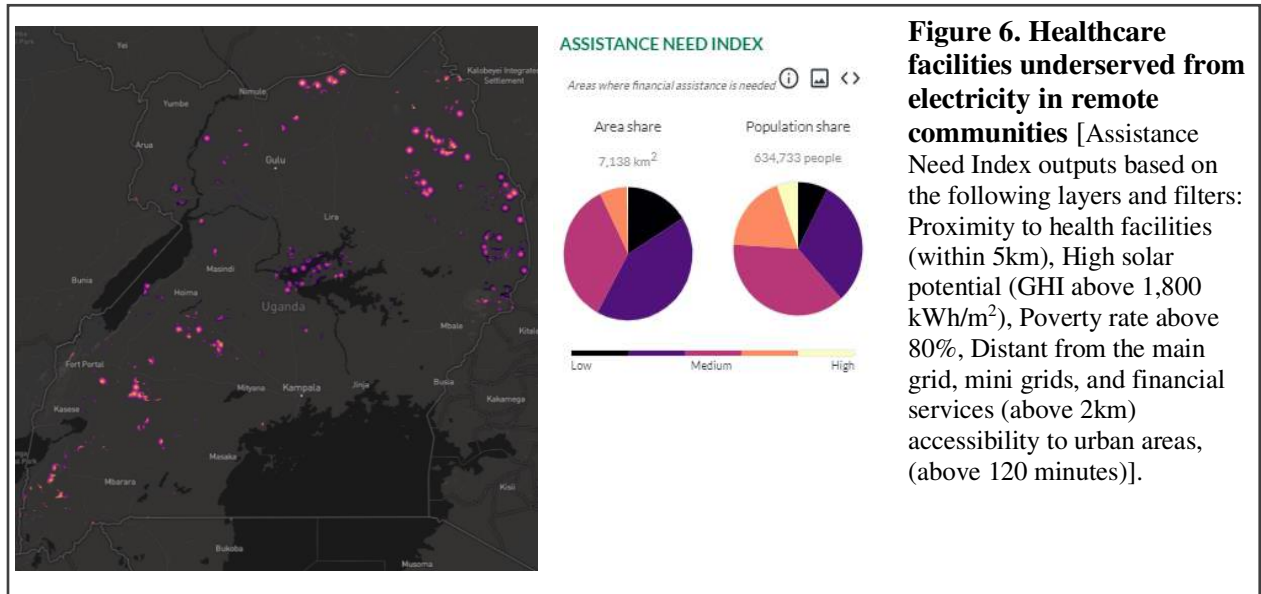 Yei
Kalobeyei Integrated
Settlement
Nimule
Yumbe
Arua
Gulu
Lira
Masindi
Bunia
Hoima
Uganda
Mbale
Fort Portal
Mityana
Kampala
Jinja
Busia
Kakamega
Kasese
Masaka
Mbarara
Kisii
Bukoba
Musoma
ASSISTANCE NEED INDEX
Areas where financial assistance is needed
Area share
Population share
7,138 km²
634,733 people
Low
Medium
High
Figure 6. Healthcare
facilities underserved from
electricity in remote
communities [Assistance
Need Index outputs based on
the following layers and filters:
Proximity to health facilities
(within 5km), High solar
potential (GHI above 1,800
kWh/m²), Poverty rate above
80%, Distant from the main
grid, mini grids, and financial
services (above 2km)
accessibility to urban areas,
(above 120 minutes)].